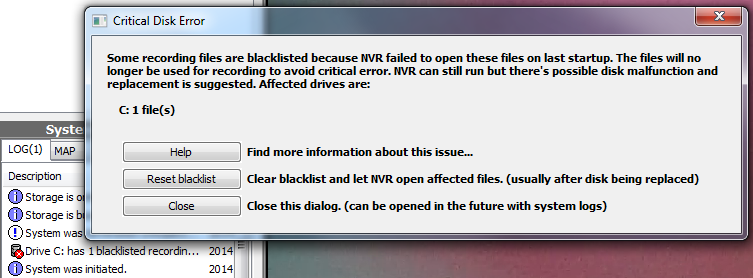 Critical Disk Error
Some recording files are blacklisted because NVR failed to open these files on last startup. The files will no
longer be used for recording to avoid critical error. NVR can still run but there's possible disk malfunction and
replacement is suggested. Affected drives are:
C: 1 file(s)
Help
Find more information about this issue...
Reset blacklist
Clear blacklist and let NVR open affected files. (usually after disk being replaced)
Close
Close this dialog. (can be opened in the future with system logs)
System
LOG(1) MAP
Description
Storage is
Storage is
System was
Drive C: has 1 blacklisted recordin... 2014
System was initiated. 2014